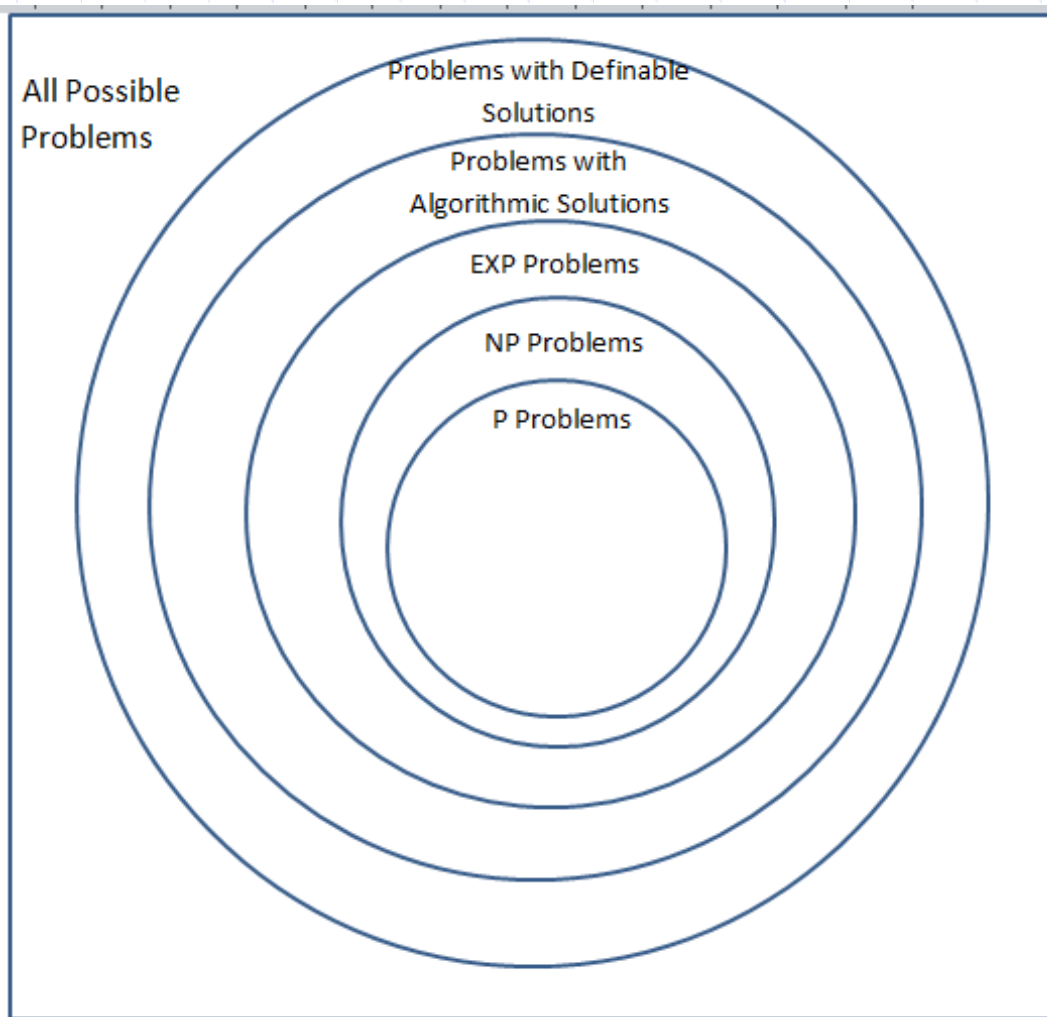 All Possible
Problems
Problems with Definable
Solutions
Problems with
Algorithmic Solutions
EXP Problems
NP Problems
P Problems